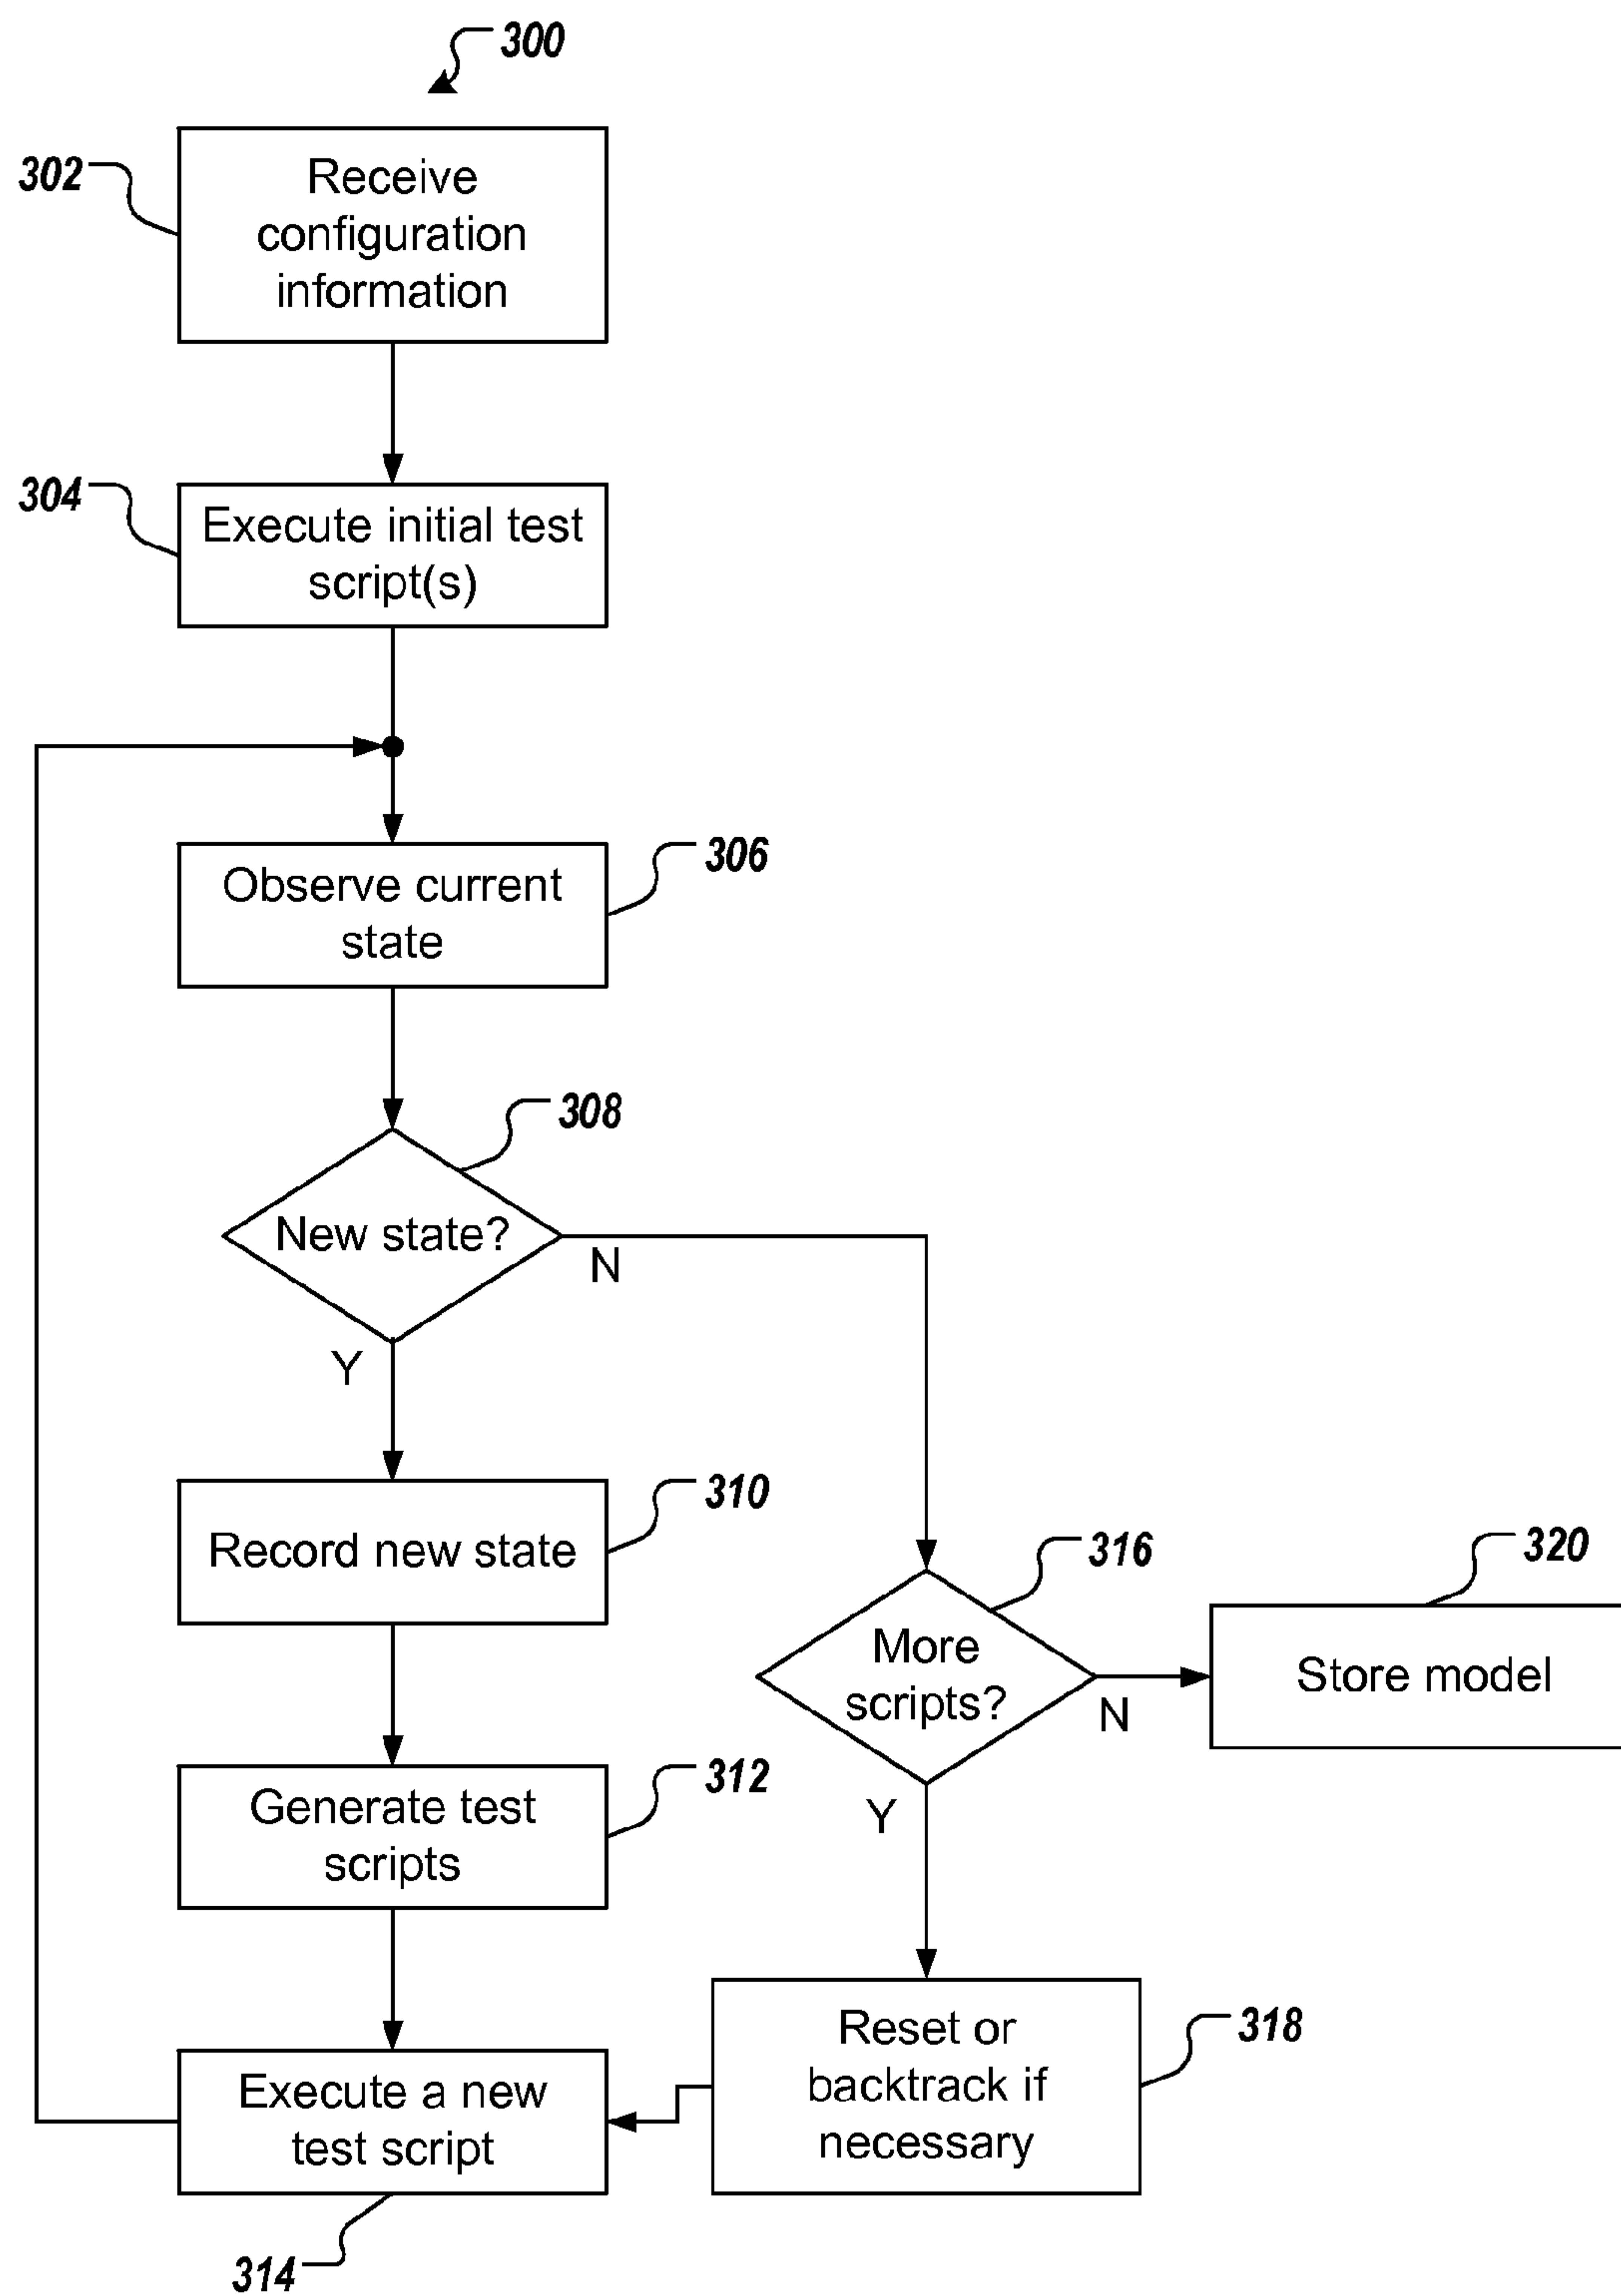 300
302
Receive
configuration
information
304
Execute initial test
script(s)
306
Observe current
state
308
New state?
N
Y
310
Record new state
316
More
scripts?
N
Y
320
Store model
312
Generate test
scripts
318
Reset or
backtrack if
necessary
Execute a new
test script
314